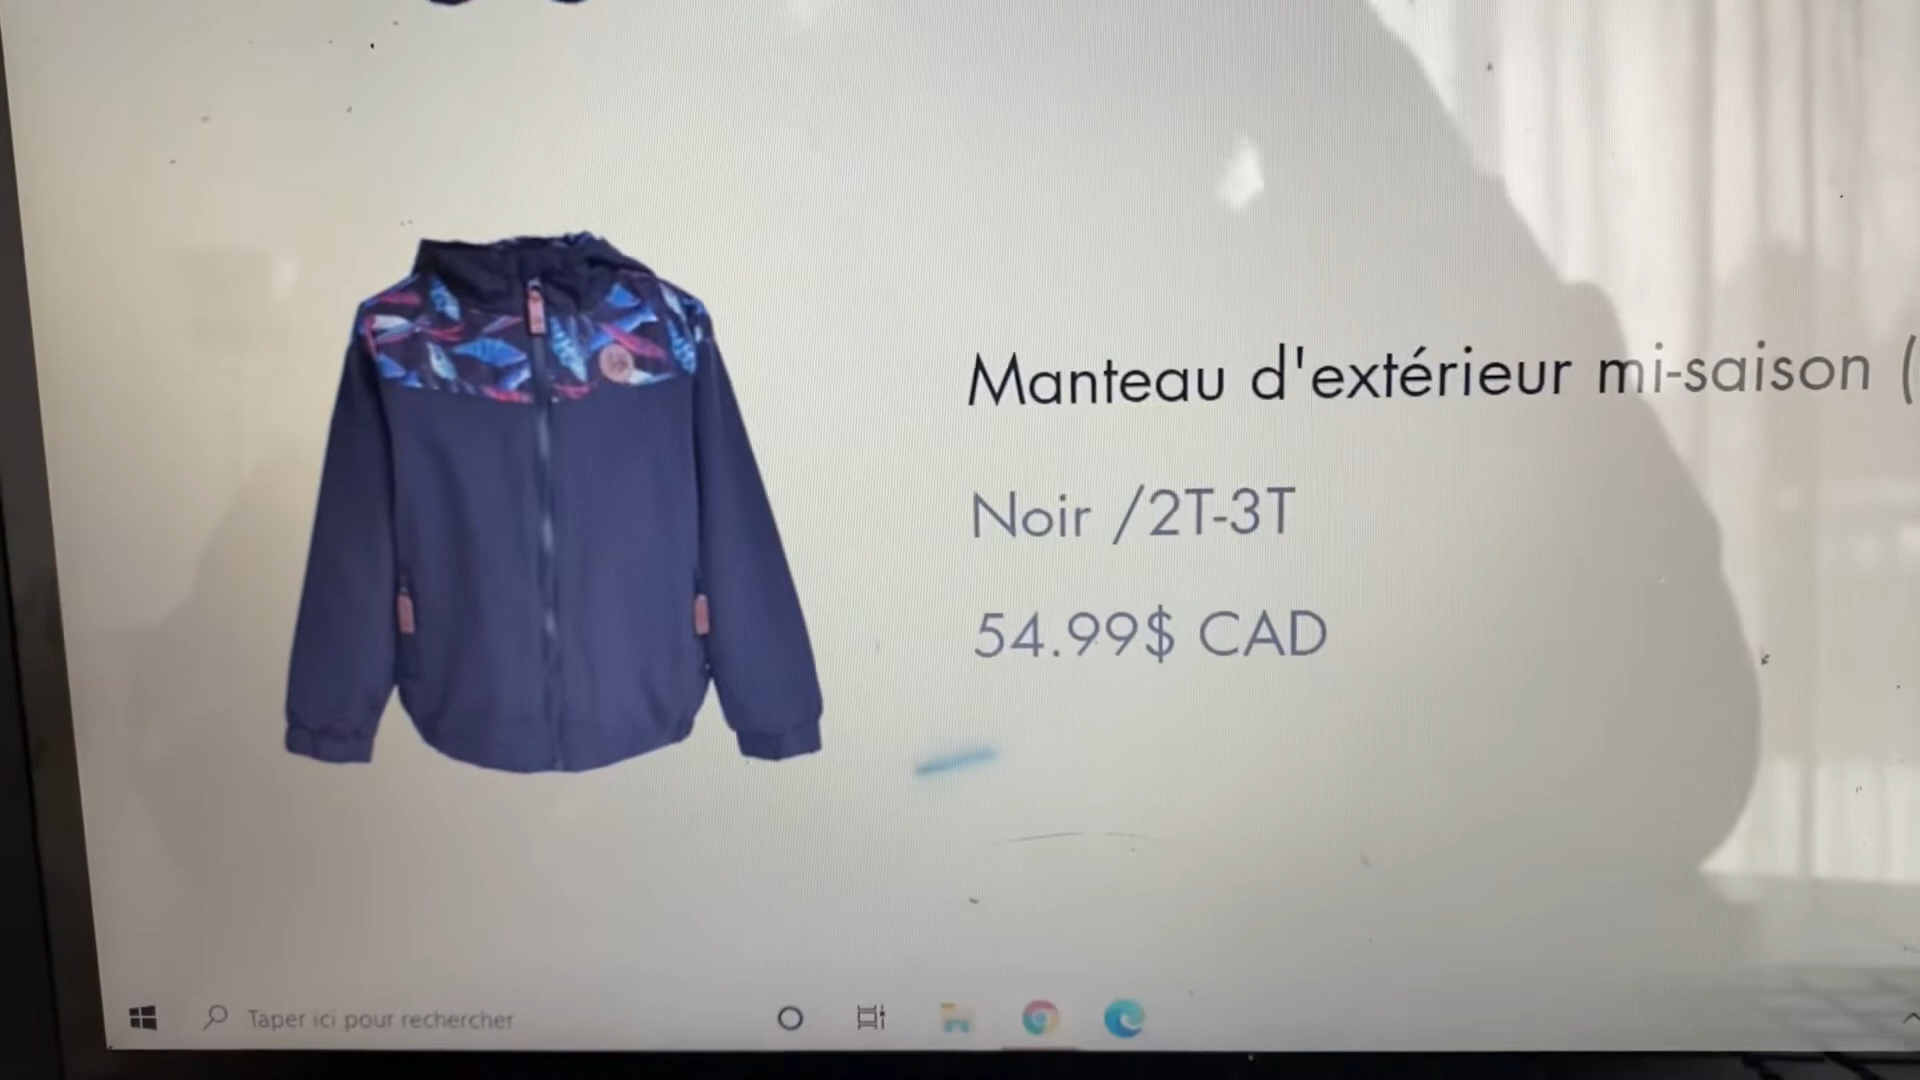 Manteau d'extérieur mi-saison (
Noir /2T-3T
54.99$ CAD
Taper ici pour rechercher